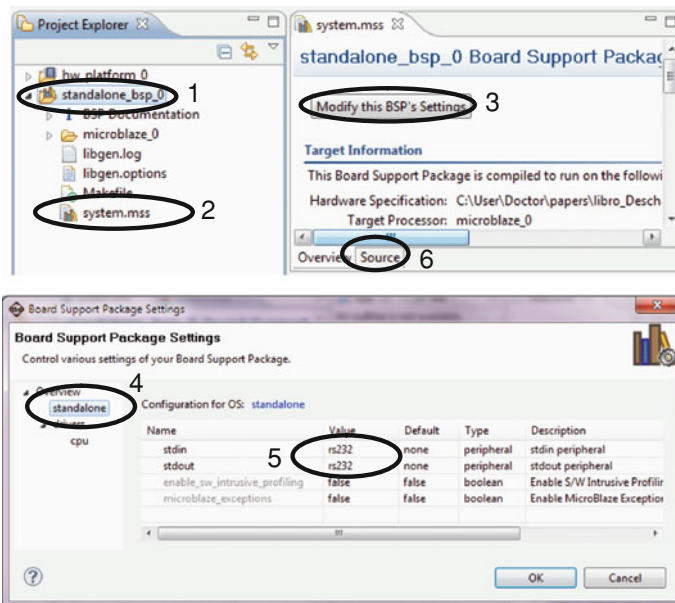 Project Explorer
hw_platform_0
standalone_bsp_0
1
BSP Documentation
microblaze_0
libgen.log
libgen.options
Makefile
system.mss
2
system.mss
standalone_bsp_0 Board Support Packag
Modify this BSP's Settings
3
Target Information
This Board Support Package is compiled to run on the followi
Hardware Specification: C:\User\Doctor\papers\libro_Desch
Target Processor: microblaze_0
Overview Source
6
Board Support Package Settings
Board Support Package Settings
Control various settings of your Board Support Package.
4
Overview
standalone
drivers
cpu
Configuration for OS: standalone
Name Value Default Type Description
5
stdin rs232 none peripheral stdin peripheral
stdout rs232 none peripheral stdout peripheral
enable_sw_intrusive_profiling false false boolean Enable S/W Intrusive Profilin
microblaze_exceptions false false boolean Enable MicroBlaze Exception
OK Cancel